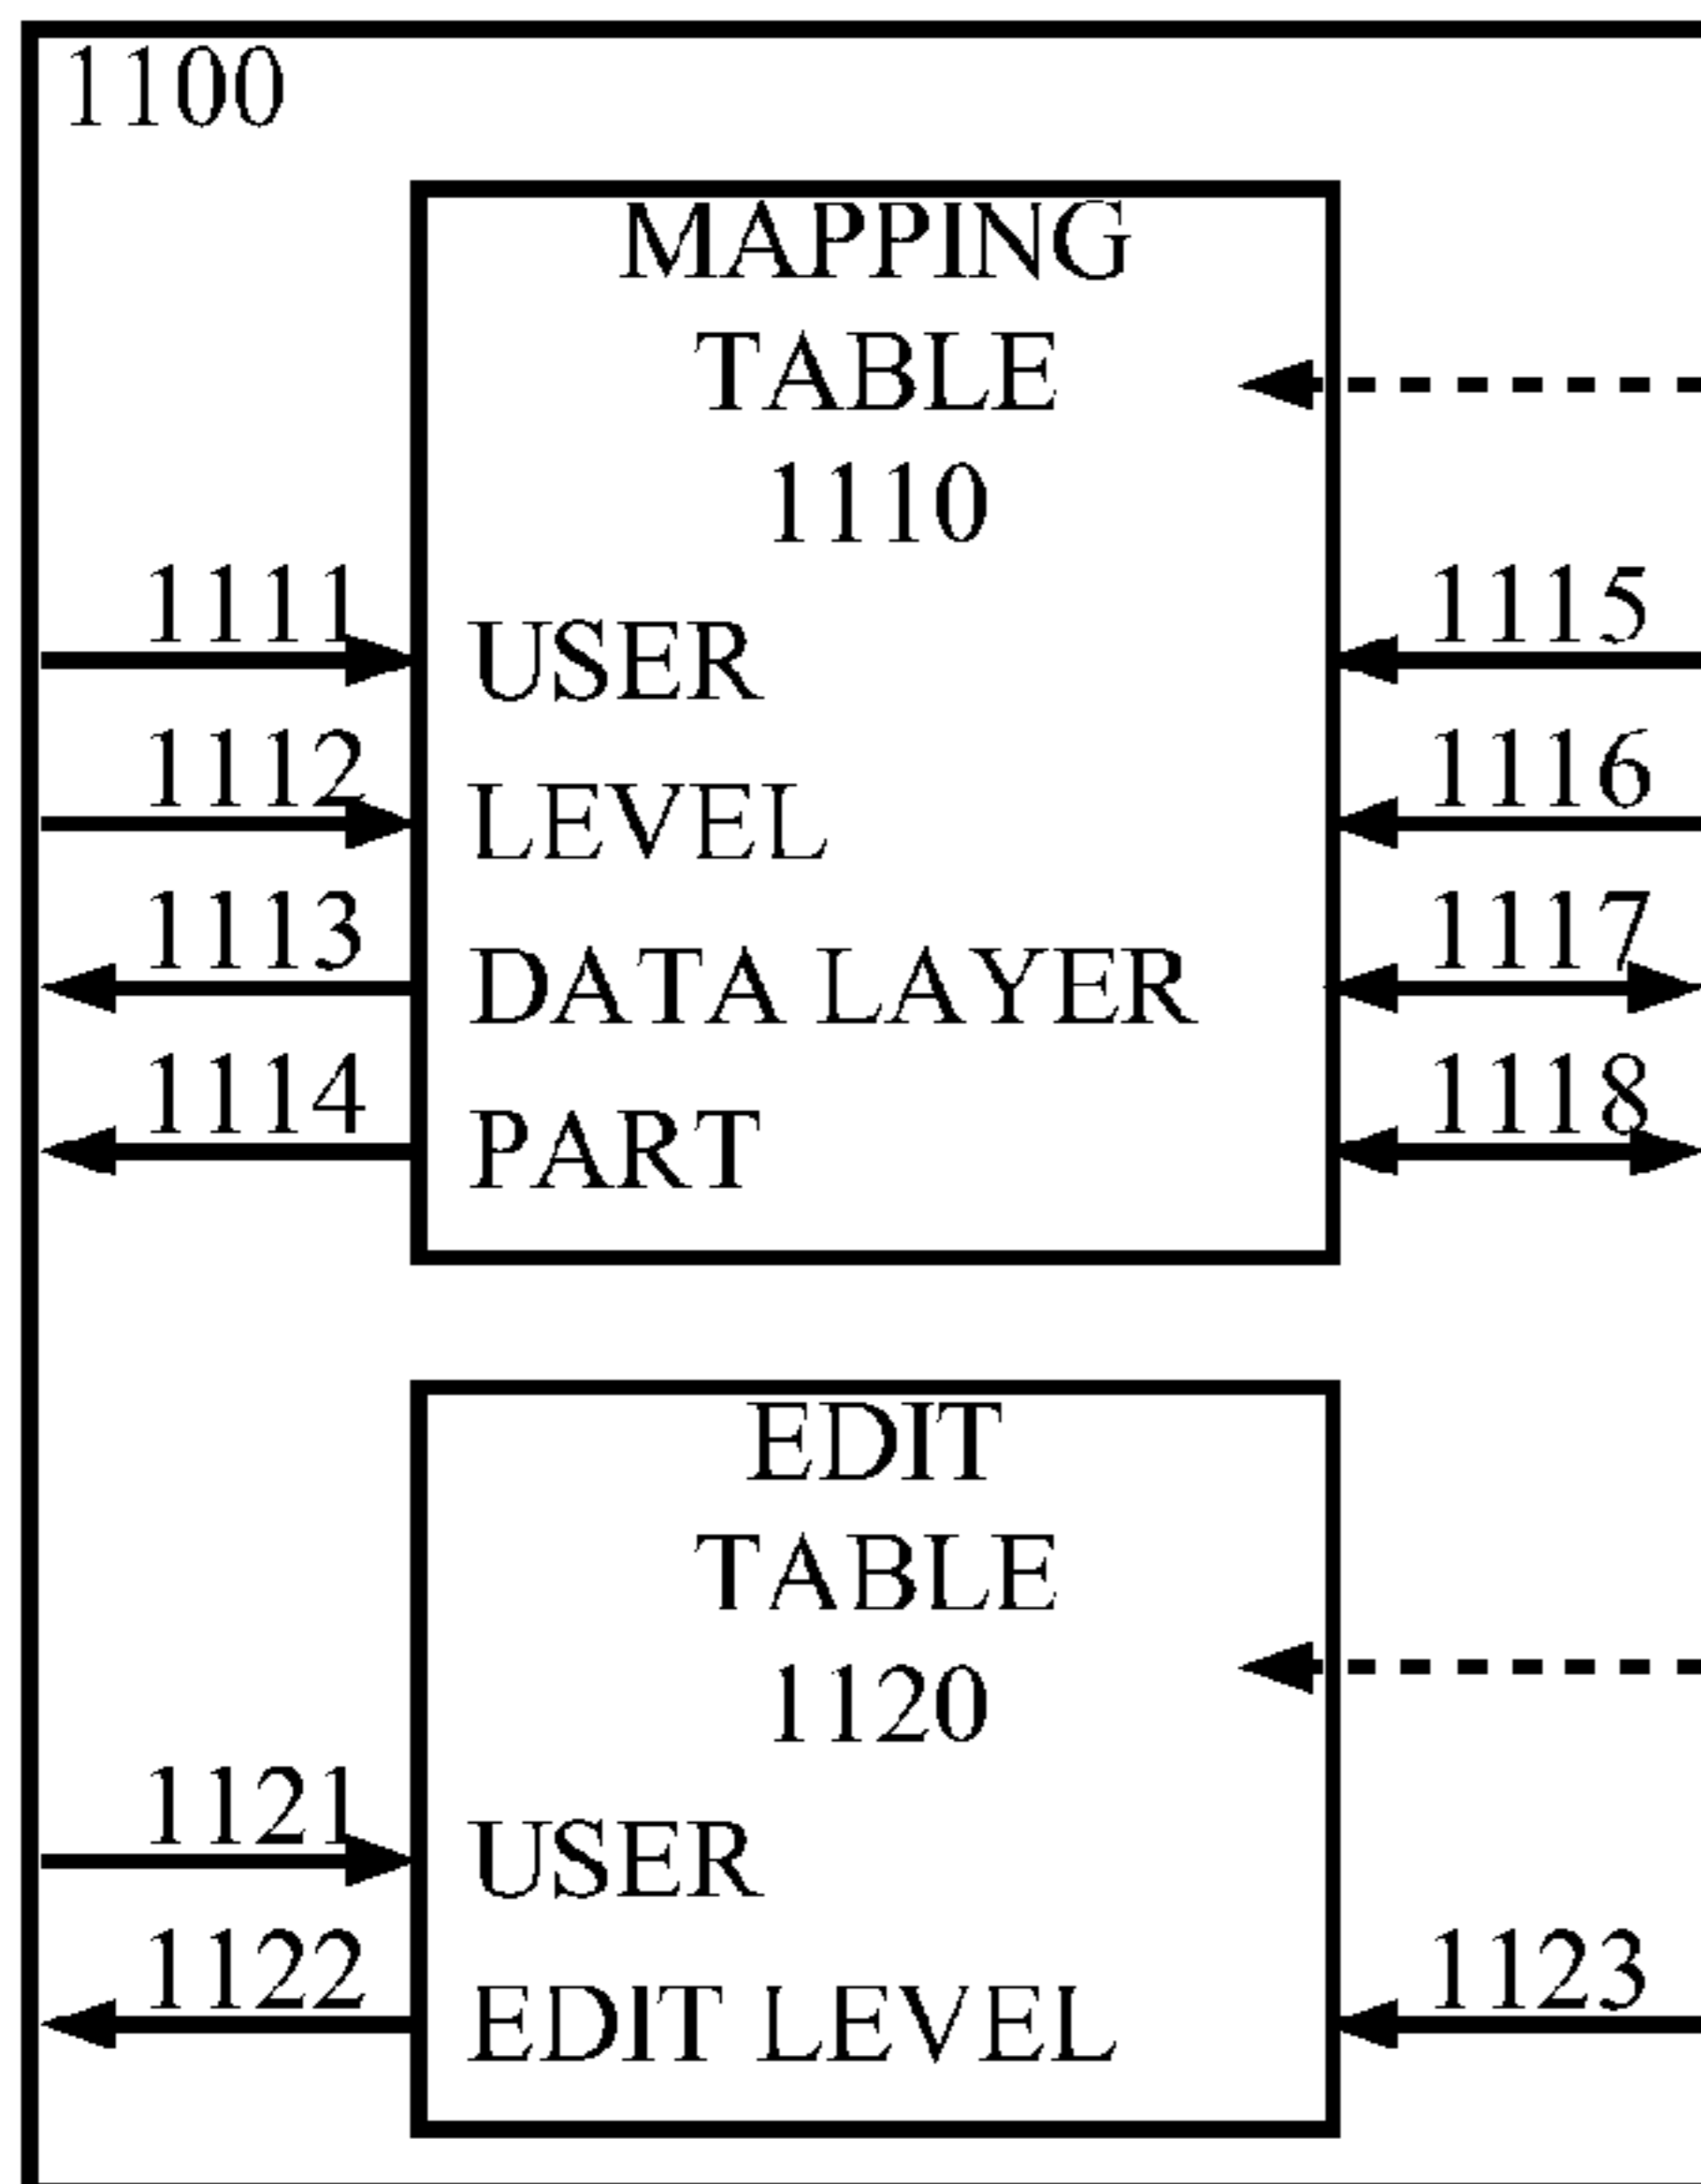 1100
MAPPING
TABLE
1110
1111
USER
1115
1112
LEVEL
1116
1113
DATA LAYER
1117
1114
PART
1118
EDIT
TABLE
1120
1121
USER
1122
EDIT LEVEL
1123